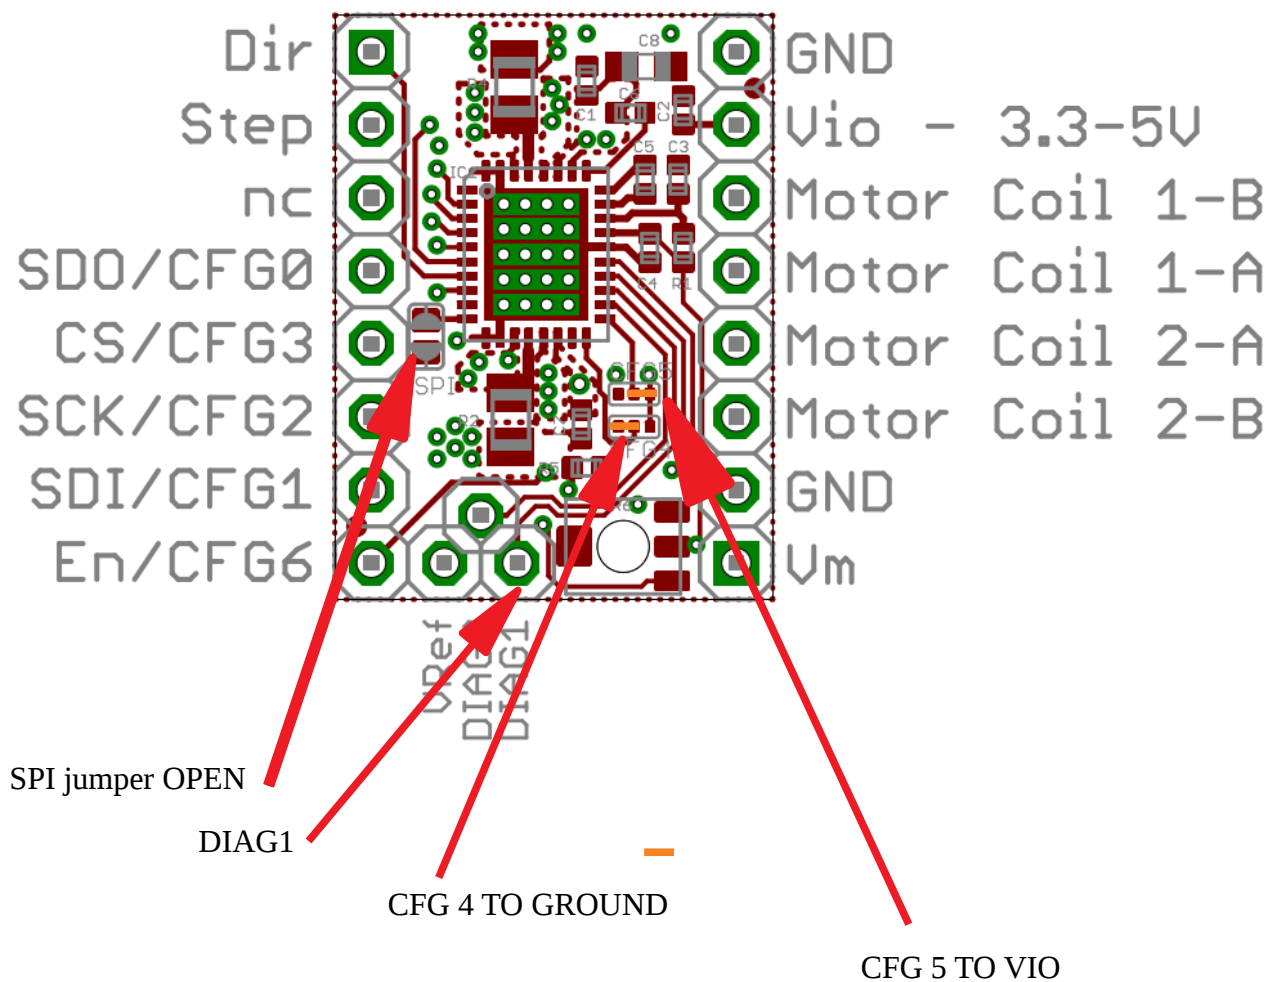 Dir
Step
nc
SDO/CFG0
CS/CFG3
SCK/CFG2
SDI/CFG1
En/CFG6
GND
Vio - 3.3-5V
Motor Coil 1-B
Motor Coil 1-A
Motor Coil 2-A
Motor Coil 2-B
GND
Vm
C8
C1
C2
C5 C3
C4 R1
SPI
R2
VRef
DIAG1
SPI jumper OPEN
DIAG1
CFG 4 TO GROUND
CFG 5 TO VIO